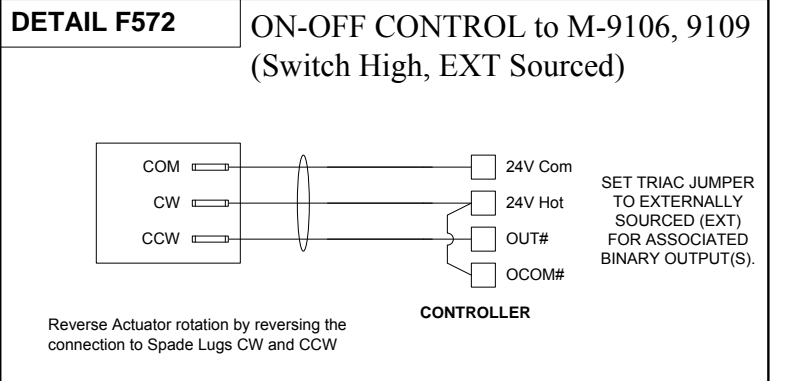 DETAIL F572
ON-OFF CONTROL to M-9106, 9109
(Switch High, EXT Sourced)
COM
CW
CCW
24V Com
24V Hot
OUT#
OCOM#
CONTROLLER
SET TRIAC JUMPER
TO EXTERNALLY
SOURCED (EXT)
FOR ASSOCIATED
BINARY OUTPUT(S).
Reverse Actuator rotation by reversing the
connection to Spade Lugs CW and CCW